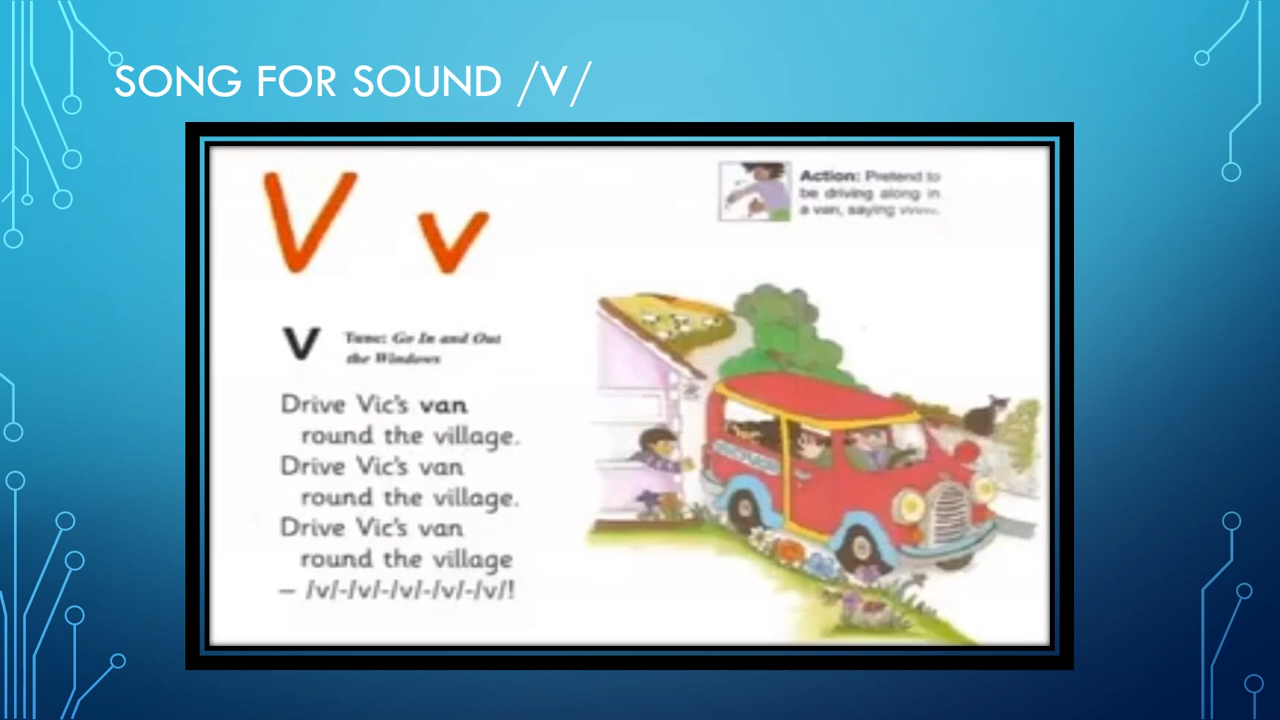 SONG FOR SOUND /V/
V v
Action: Pretend to
be driving along in
a van, saying vvvvv.
v
Tune: Go In and Out
the Windows
Drive Vic's van
round the village.
Drive Vic's van
round the village.
Drive Vic's van
round the village
– /v/-/v/-/v/-/v/-/v/!